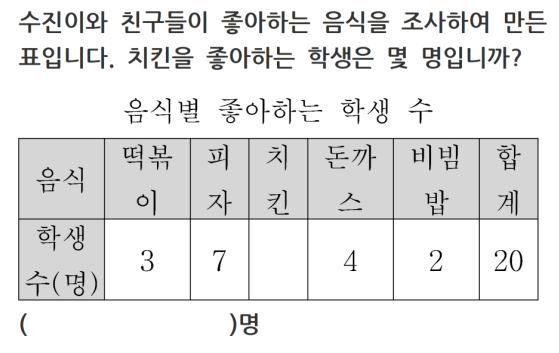 수진이와 친구들이 좋아하는 음식을 조사하여 만든
표입니다. 치킨을 좋아하는 학생은 몇 명입니까?
음식별 좋아하는 학생 수
음식 떡볶이 피자 치킨 돈까스 비빔밥 합계
학생 수(명) 3 7 4 2 20
( )명